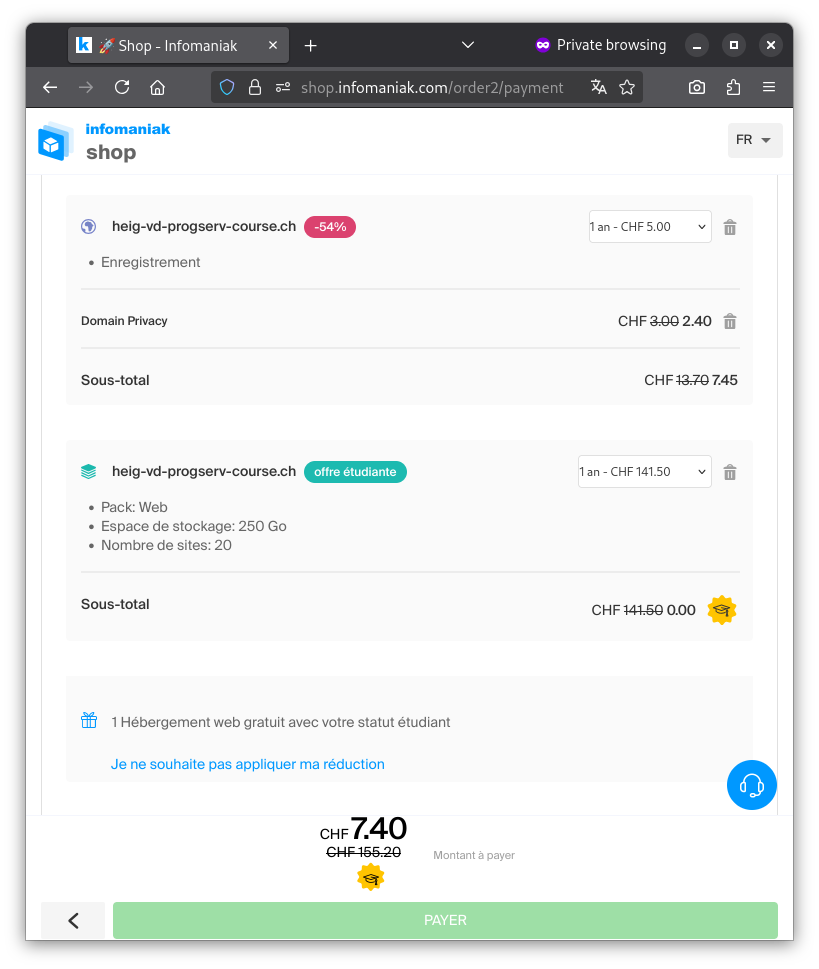 Shop - Infomaniak
Private browsing
shop.infomaniak.com/order2/payment
infomaniak
shop
FR
heig-vd-progserv-course.ch -54% 1 an - CHF 5.00
Enregistrement
Domain Privacy CHF 3.00 2.40
Sous-total CHF 13.70 7.45
heig-vd-progserv-course.ch offre étudiante 1 an - CHF 141.50
Pack: Web
Espace de stockage: 250 Go
Nombre de sites: 20
Sous-total CHF 141.50 0.00
1 Hébergement web gratuit avec votre statut étudiant
Je ne souhaite pas appliquer ma réduction
CHF 7.40
CHF 155.20
Montant à payer
PAYER